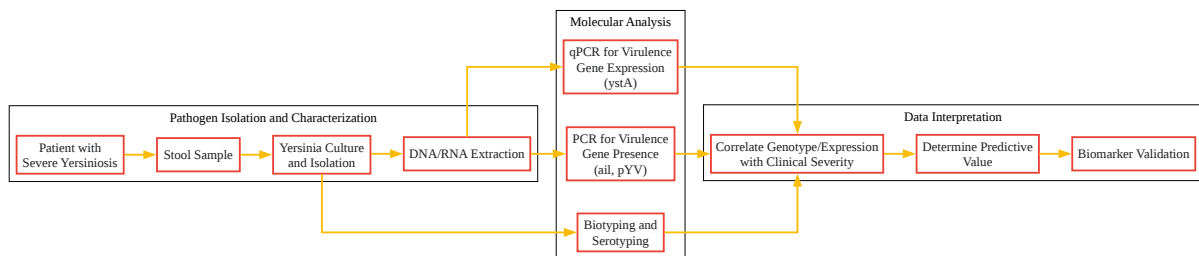 Pathogen Isolation and Characterization
Patient with
Severe Yersiniosis
Stool Sample
Yersinia Culture
and Isolation
DNA/RNA Extraction
Molecular Analysis
qPCR for Virulence
Gene Expression
(ystA)
PCR for Virulence
Gene Presence
(ail, pYV)
Biotyping and
Serotyping
Data Interpretation
Correlate Genotype/Expression
with Clinical Severity
Determine Predictive
Value
Biomarker Validation